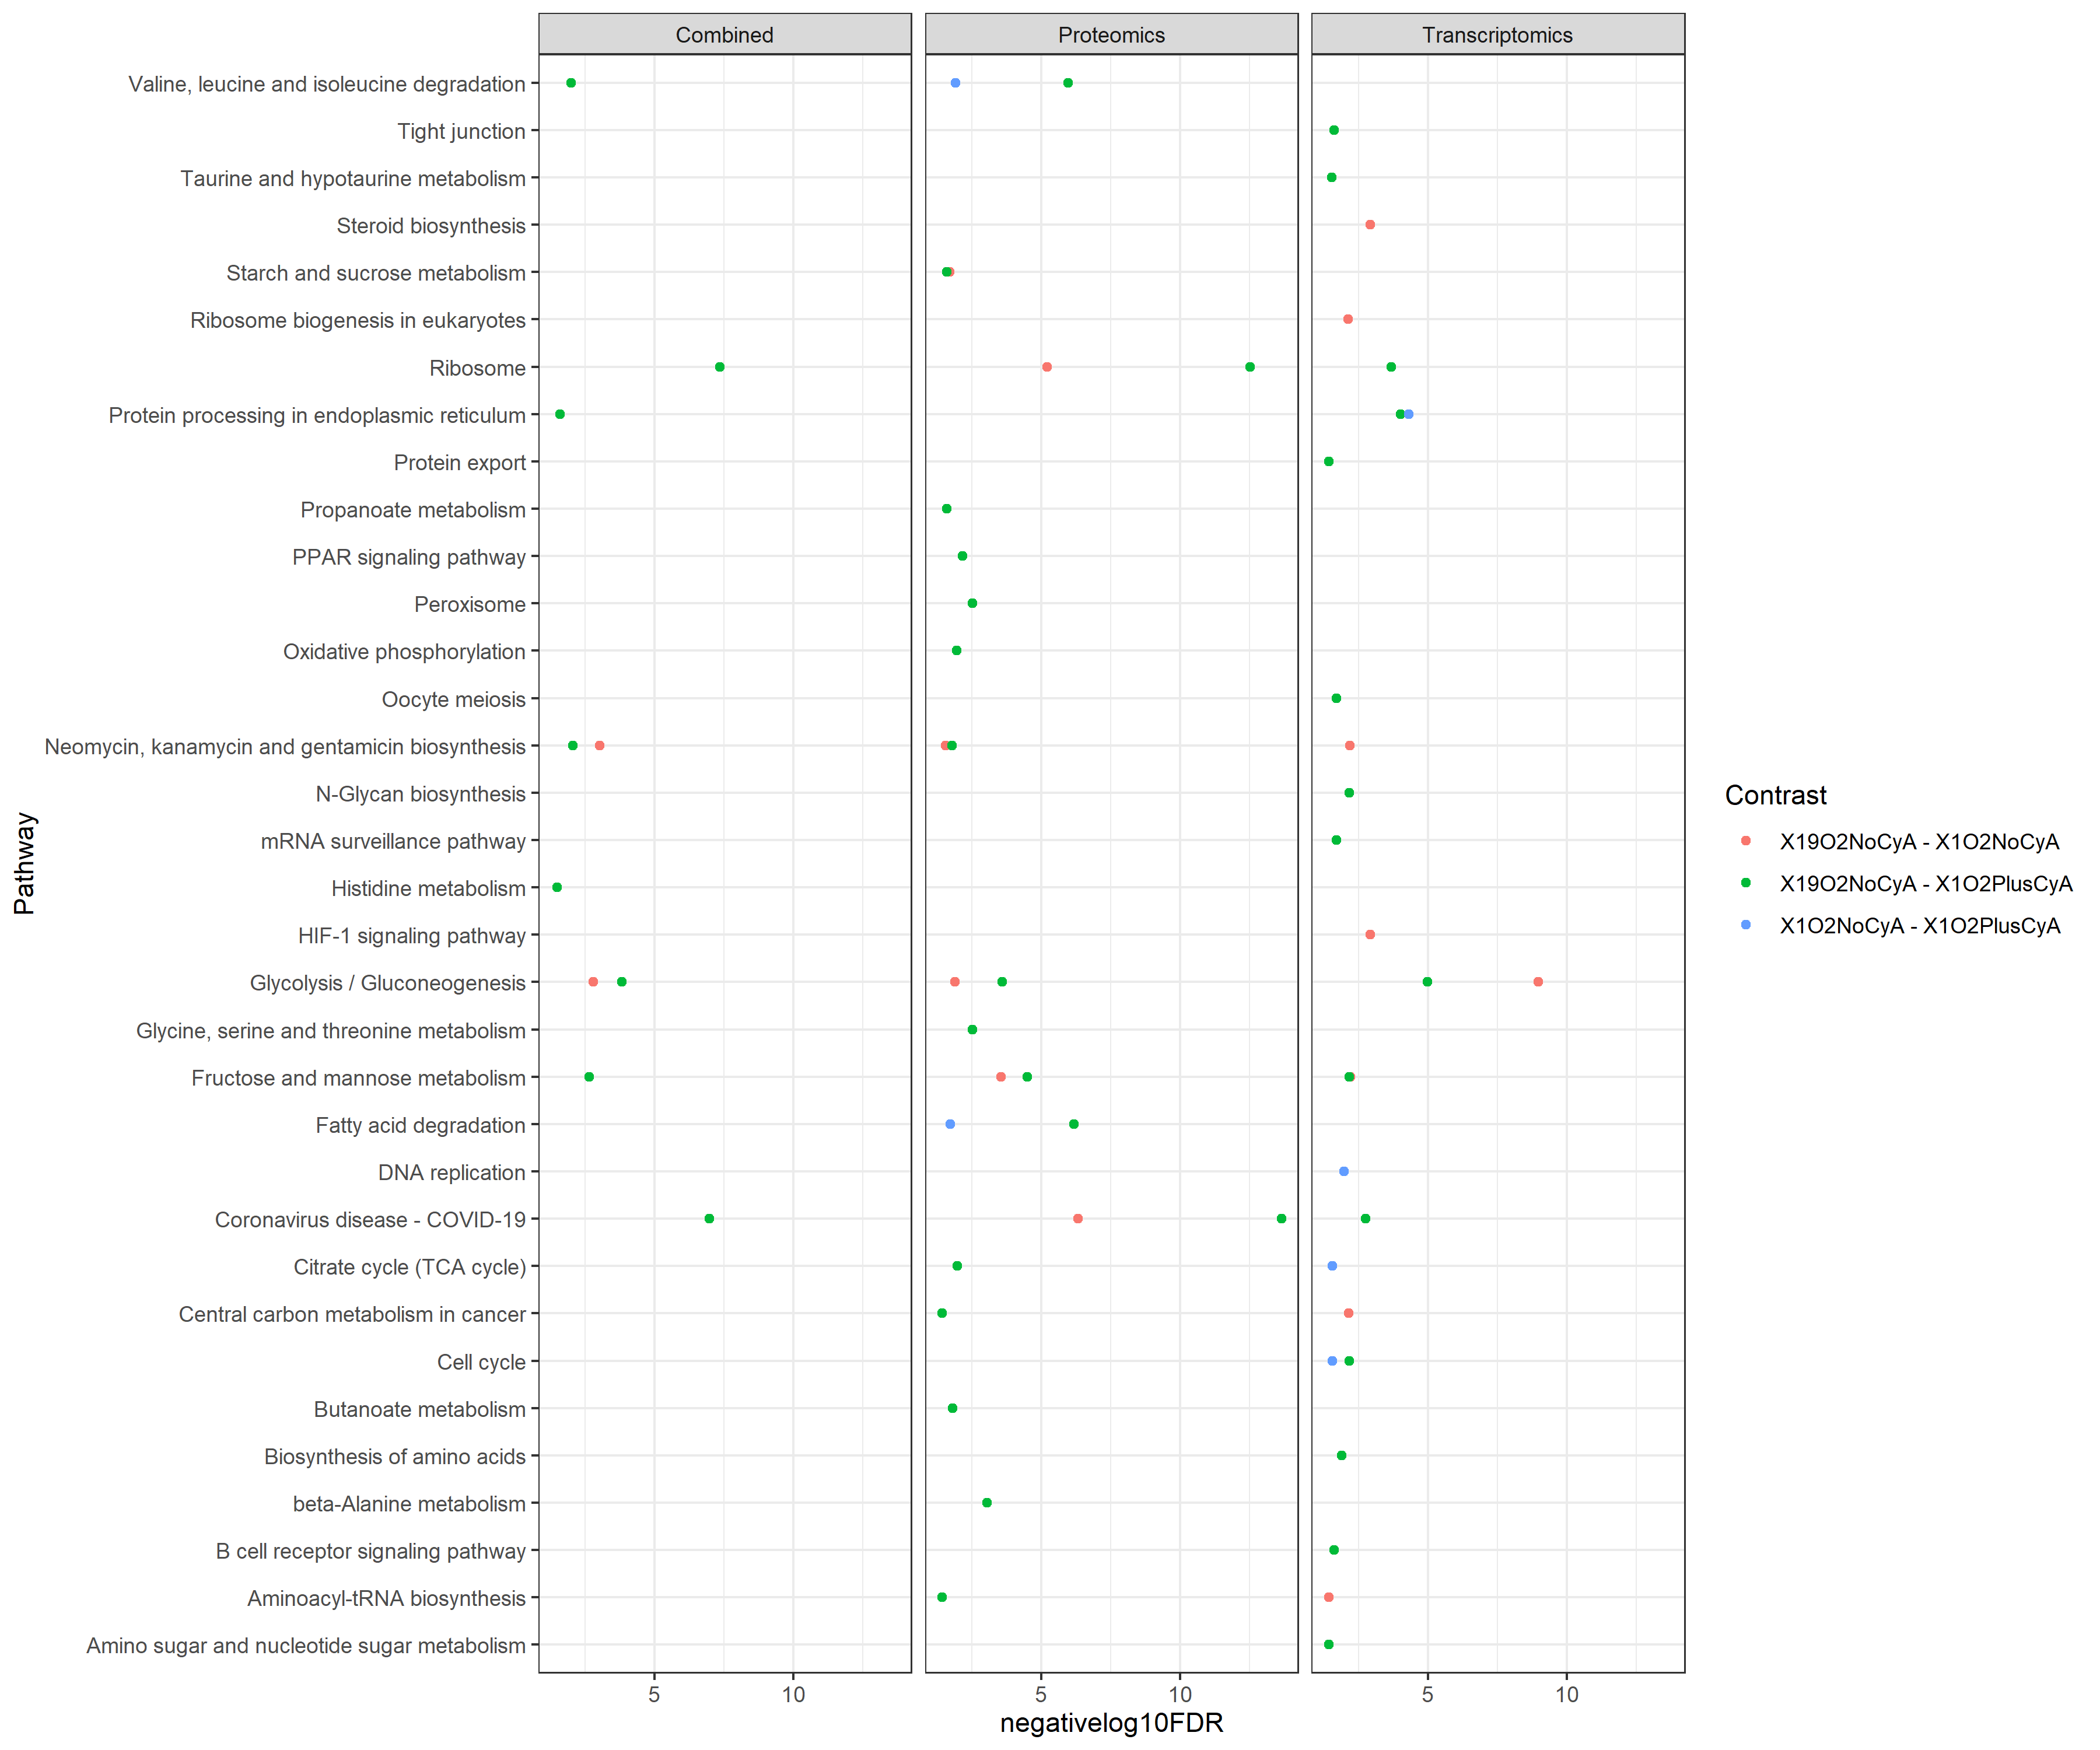 Combined
Proteomics
Transcriptomics
Valine, leucine and isoleucine degradation
Tight junction
Taurine and hypotaurine metabolism
Steroid biosynthesis
Starch and sucrose metabolism
Ribosome biogenesis in eukaryotes
Ribosome
Protein processing in endoplasmic reticulum
Protein export
Propanoate metabolism
PPAR signaling pathway
Peroxisome
Oxidative phosphorylation
Oocyte meiosis
Neomycin, kanamycin and gentamicin biosynthesis
N-Glycan biosynthesis
mRNA surveillance pathway
Histidine metabolism
HIF-1 signaling pathway
Glycolysis / Gluconeogenesis
Glycine, serine and threonine metabolism
Fructose and mannose metabolism
Fatty acid degradation
DNA replication
Coronavirus disease - COVID-19
Citrate cycle (TCA cycle)
Central carbon metabolism in cancer
Cell cycle
Butanoate metabolism
Biosynthesis of amino acids
beta-Alanine metabolism
B cell receptor signaling pathway
Aminoacyl-tRNA biosynthesis
Amino sugar and nucleotide sugar metabolism
Pathway
5 10 5 10 5 10
negativelog10FDR
Contrast
X19O2NoCyA - X1O2NoCyA
X19O2NoCyA - X1O2PlusCyA
X1O2NoCyA - X1O2PlusCyA